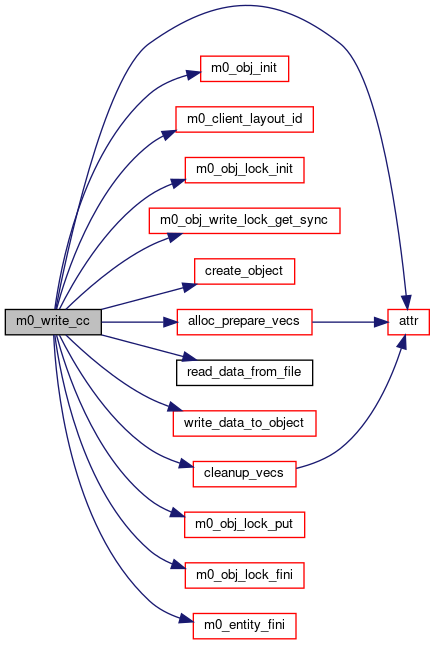 m0_obj_init
m0_client_layout_id
m0_obj_lock_init
m0_obj_write_lock_get_sync
create_object
m0_write_cc
alloc_prepare_vecs
attr
read_data_from_file
write_data_to_object
cleanup_vecs
m0_obj_lock_put
m0_obj_lock_fini
m0_entity_fini